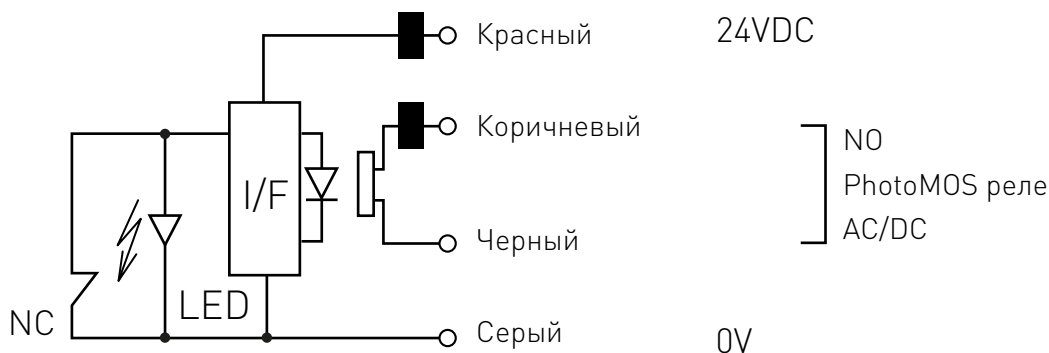 Красный 24VDC
Коричневый
NO
I/F
PhotoMOS реле
Черный
AC/DC
NC
LED
Серый
0V